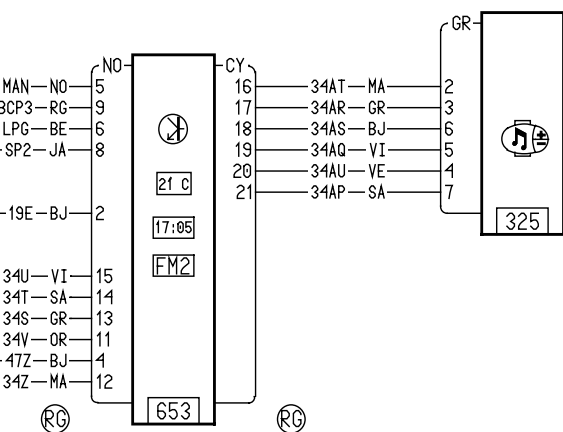 GR
NO CY
MAN NO 5 16 34AT MA 2
BCP3 RG 9 17 34AR GR 3
LPG BE 6 18 34AS BJ 6
SP2 JA 8 19 34AQ VI 5
20 34AU VE 4
21 C 21 34AP SA 7
19E BJ 2 17:05 325
FM2
34U VI 15
34T SA 14
34S GR 13
34V OR 11
47Z BJ 4
34Z MA 12
RG 653 RG